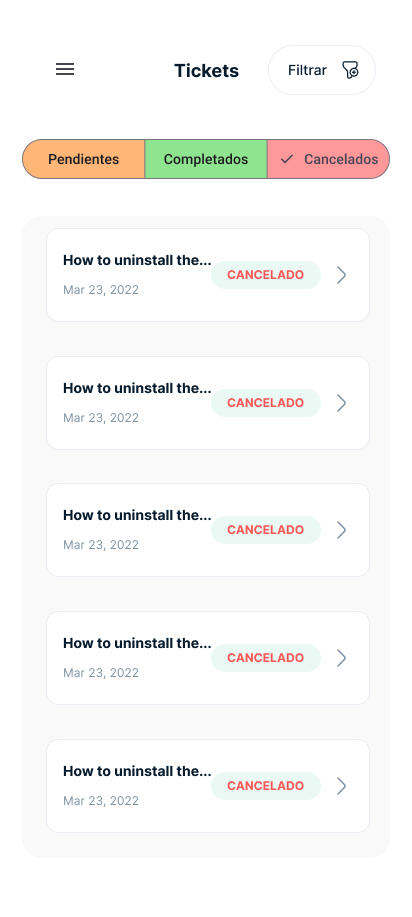 Tickets
Filtrar
Pendientes
Completados
Cancelados
How to uninstall the...
CANCELADO
Mar 23, 2022
How to uninstall the...
CANCELADO
Mar 23, 2022
How to uninstall the...
CANCELADO
Mar 23, 2022
How to uninstall the...
CANCELADO
Mar 23, 2022
How to uninstall the...
CANCELADO
Mar 23, 2022